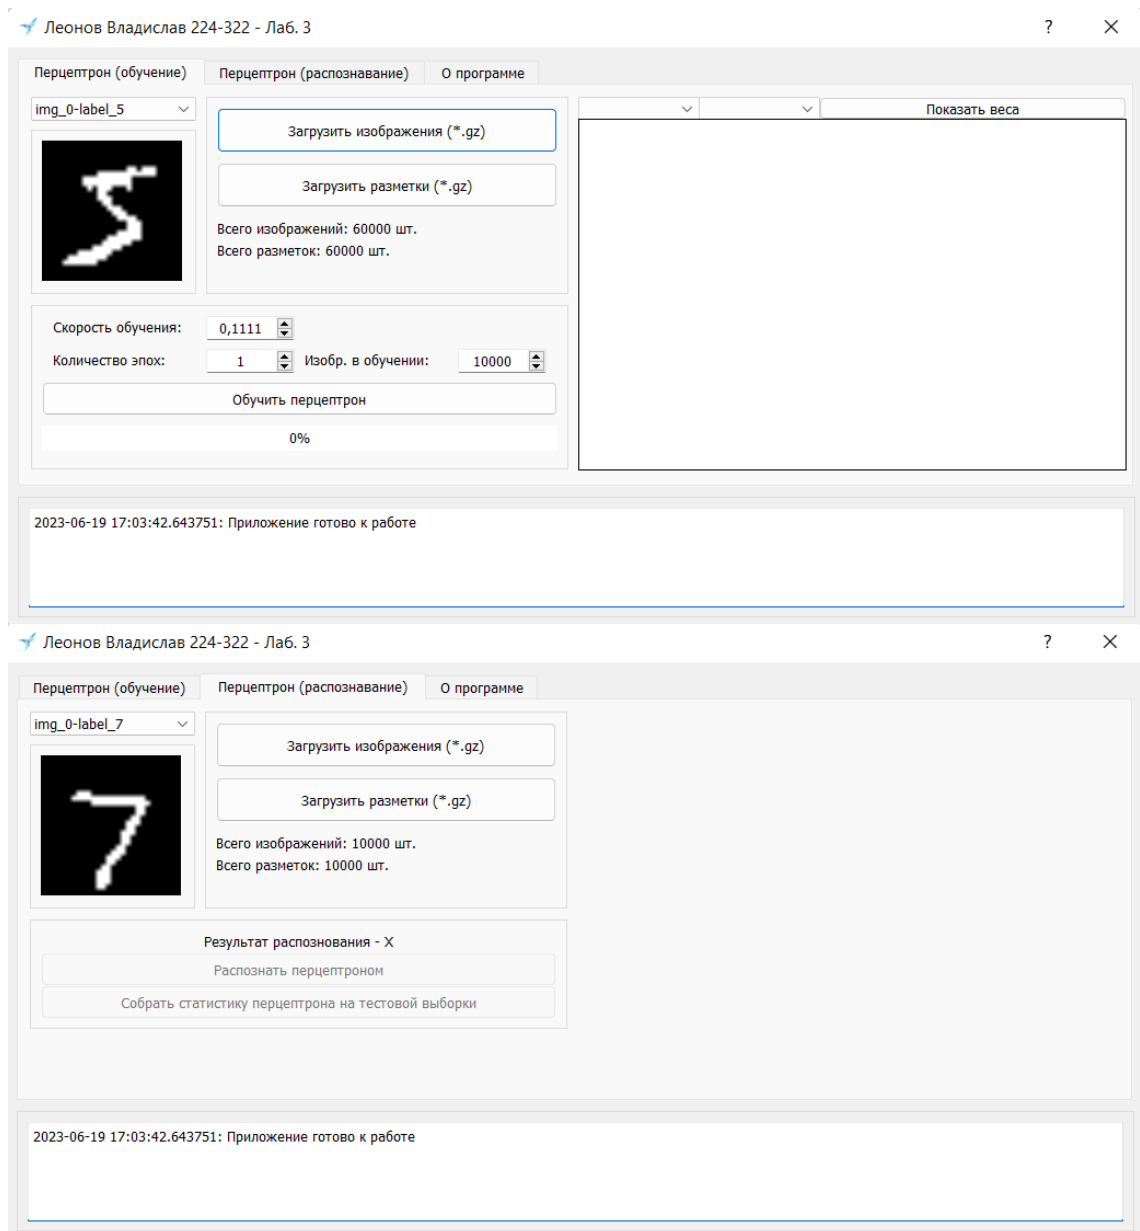 Леонов Владислав 224-322 - Лаб. 3 ?
Перцептрон (обучение) Перцептрон (распознавание) О программе
img_0-label_5
Загрузить изображения (*.gz)
Показать веса
5
Загрузить разметки (*.gz)
Всего изображений: 60000 шт.
Всего разметок: 60000 шт.
Скорость обучения: 0,1111
Количество эпох: 1 Изобр. в обучении: 10000
Обучить перцептрон
0%
2023-06-19 17:03:42.643751: Приложение готово к работе
Леонов Владислав 224-322 - Лаб. 3 ?
Перцептрон (обучение) Перцептрон (распознавание) О программе
img_0-label_7
Загрузить изображения (*.gz)
7
Загрузить разметки (*.gz)
Всего изображений: 10000 шт.
Всего разметок: 10000 шт.
Результат распознования - X
Распознать перцептроном
Собрать статистику перцептрона на тестовой выборки
2023-06-19 17:03:42.643751: Приложение готово к работе